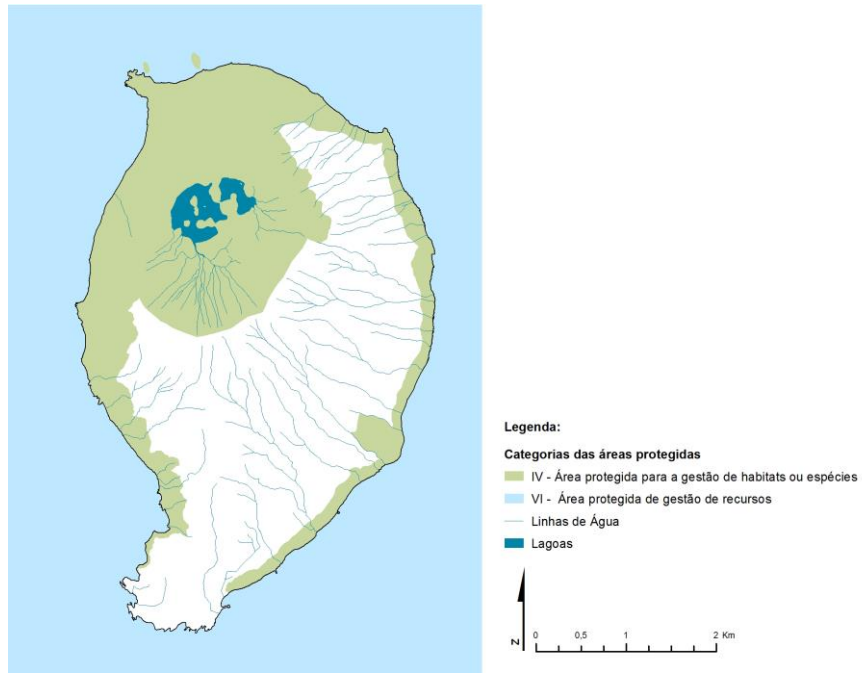 Legenda:
Categorias das áreas protegidas
IV - Área protegida para a gestão de habitats ou espécies
VI -  Área protegida de gestão de recursos
Linhas de Água
Lagoas
N
0 0,5 1 2 Km